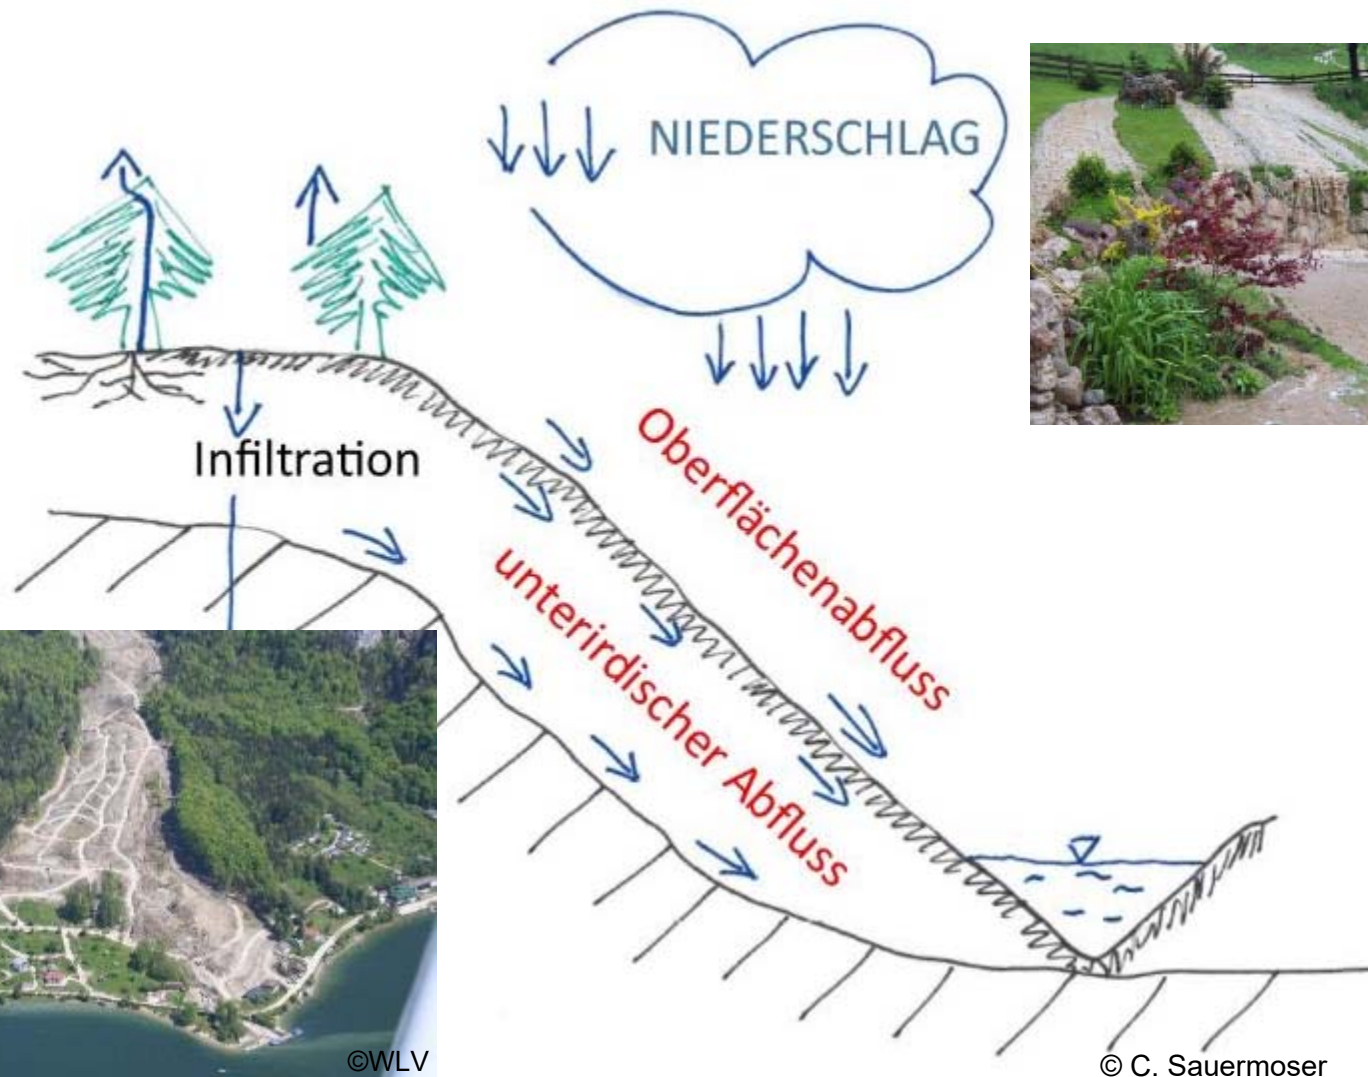 NIEDERSCHLAG
Infiltration
Oberflächenabfluss
unterirdischer Abfluss
©WLV
© C. Sauermoser